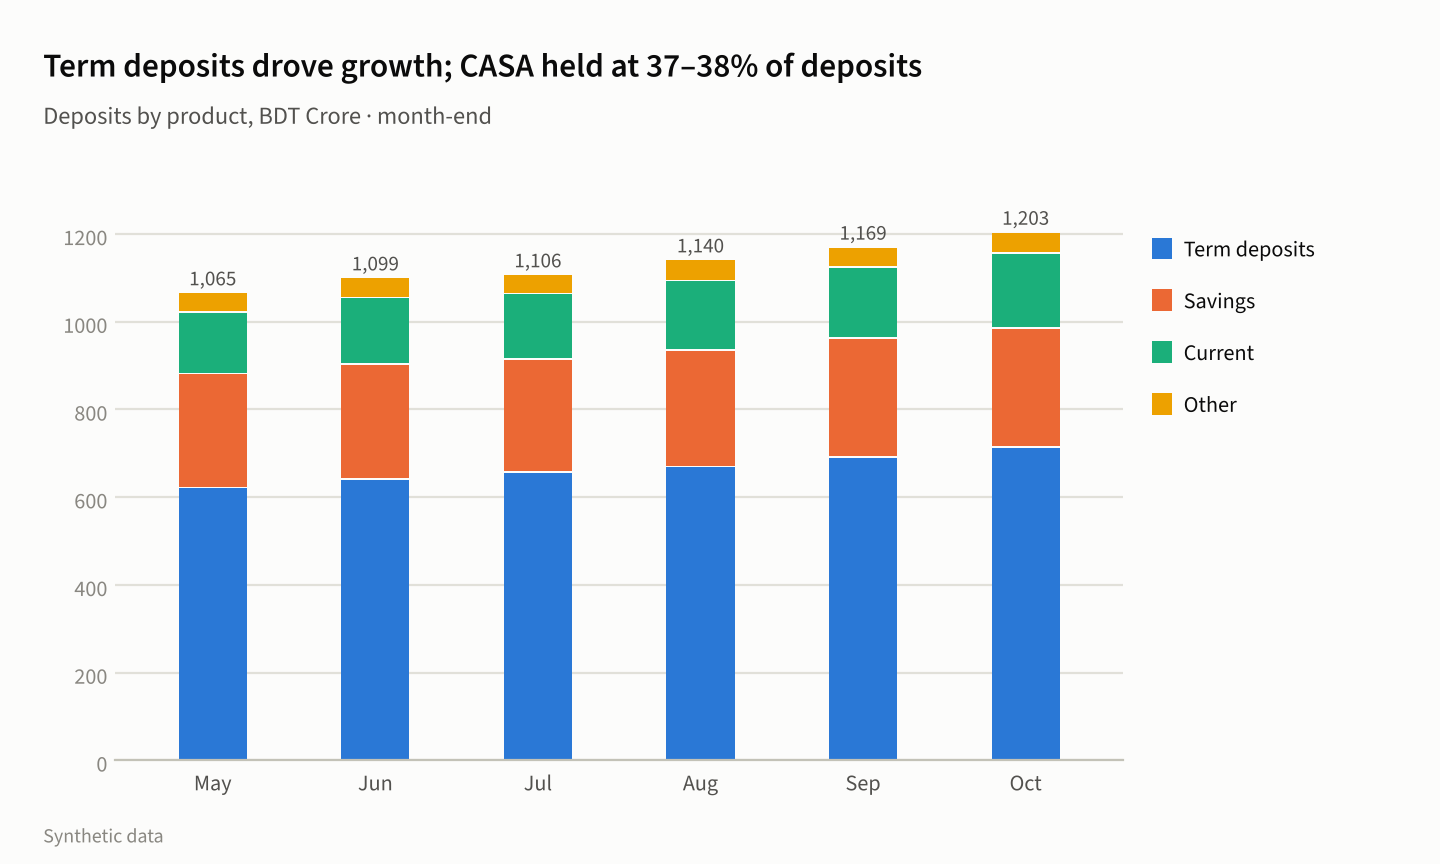 Term deposits drove growth; CASA held at 37–38% of deposits
Deposits by product, BDT Crore · month-end
1200
1000
800
600
400
200
0
1,065
1,099
1,106
1,140
1,169
1,203
May
Jun
Jul
Aug
Sep
Oct
Term deposits
Savings
Current
Other
Synthetic data